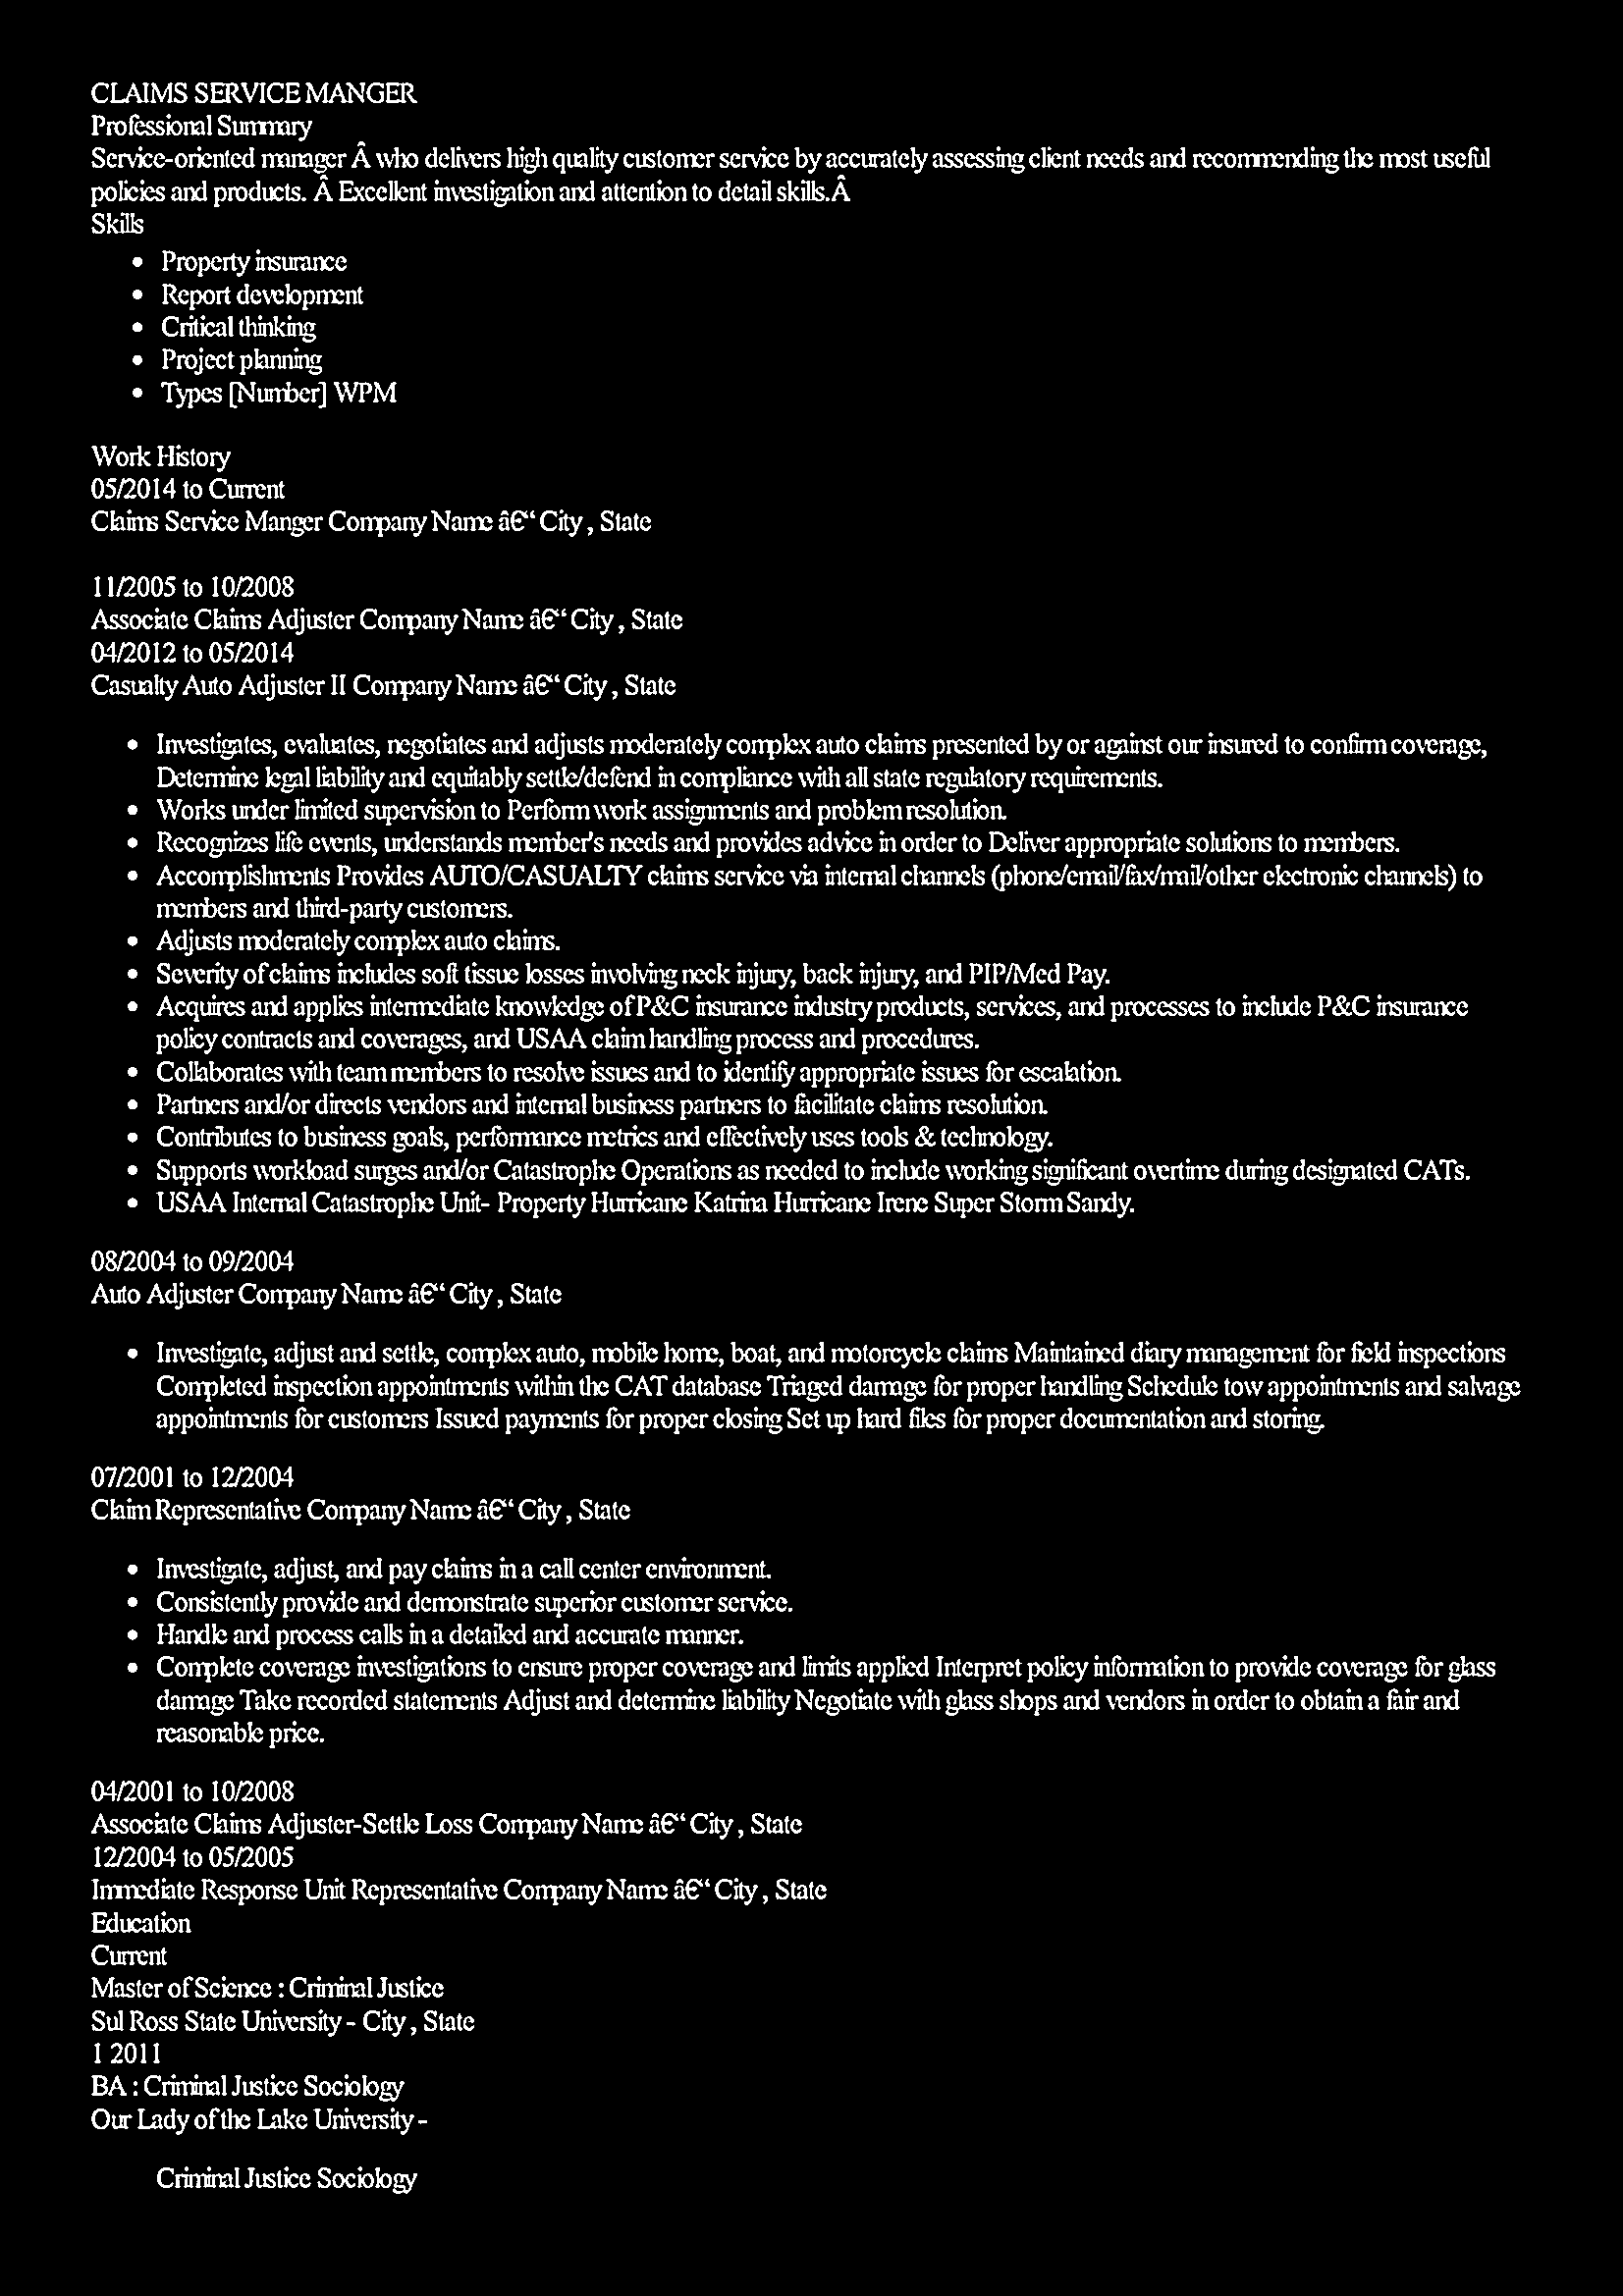 CLAIMS SERVICE MANGER
Professional Summary
Service-oriented manager Â who delivers high quality customer service by accurately assessing client needs and recommending the most useful
policies and products. Â Excellent investigation and attention to detail skills.Â
Skills
• Property insurance
• Report development
• Critical thinking
• Project planning
• Types [Number] WPM
Work History
05/2014 to Current
Claims Service Manger Company Name â€“ City , State
11/2005 to 10/2008
Associate Claims Adjuster Company Name â€“ City , State
04/2012 to 05/2014
Casualty Auto Adjuster II Company Name â€“ City , State
• Investigates, evaluates, negotiates and adjusts moderately complex auto claims presented by or against our insured to confirm coverage,
Determine legal liability and equitably settle/defend in compliance with all state regulatory requirements.
• Works under limited supervision to Perform work assignments and problem resolution.
• Recognizes life events, understands member's needs and provides advice in order to Deliver appropriate solutions to members.
• Accomplishments Provides AUTO/CASUALTY claims service via internal channels (phone/email/fax/mail/other electronic channels) to
members and third-party customers.
• Adjusts moderately complex auto claims.
• Severity of claims includes soft tissue losses involving neck injury, back injury, and PIP/Med Pay.
• Acquires and applies intermediate knowledge of P&C insurance industry products, services, and processes to include P&C insurance
policy contracts and coverages, and USAA claim handling process and procedures.
• Collaborates with team members to resolve issues and to identify appropriate issues for escalation.
• Partners and/or directs vendors and internal business partners to facilitate claims resolution.
• Contributes to business goals, performance metrics and effectively uses tools & technology.
• Supports workload surges and/or Catastrophe Operations as needed to include working significant overtime during designated CATs.
• USAA Internal Catastrophe Unit- Property Hurricane Katrina Hurricane Irene Super Storm Sandy.
08/2004 to 09/2004
Auto Adjuster Company Name â€“ City , State
• Investigate, adjust and settle, complex auto, mobile home, boat, and motorcycle claims Maintained diary management for field inspections
Completed inspection appointments within the CAT database Triaged damage for proper handling Schedule tow appointments and salvage
appointments for customers Issued payments for proper closing Set up hard files for proper documentation and storing.
07/2001 to 12/2004
Claim Representative Company Name â€“ City , State
• Investigate, adjust, and pay claims in a call center environment.
• Consistently provide and demonstrate superior customer service.
• Handle and process calls in a detailed and accurate manner.
• Complete coverage investigations to ensure proper coverage and limits applied Interpret policy information to provide coverage for glass
damage Take recorded statements Adjust and determine liability Negotiate with glass shops and vendors in order to obtain a fair and
reasonable price.
04/2001 to 10/2008
Associate Claims Adjuster-Settle Loss Company Name â€“ City , State
12/2004 to 05/2005
Immediate Response Unit Representative Company Name â€“ City , State
Education
Current
Master of Science : Criminal Justice
Sul Ross State University - City , State
1 2011
BA : Criminal Justice Sociology
Our Lady of the Lake University -
Criminal Justice Sociology